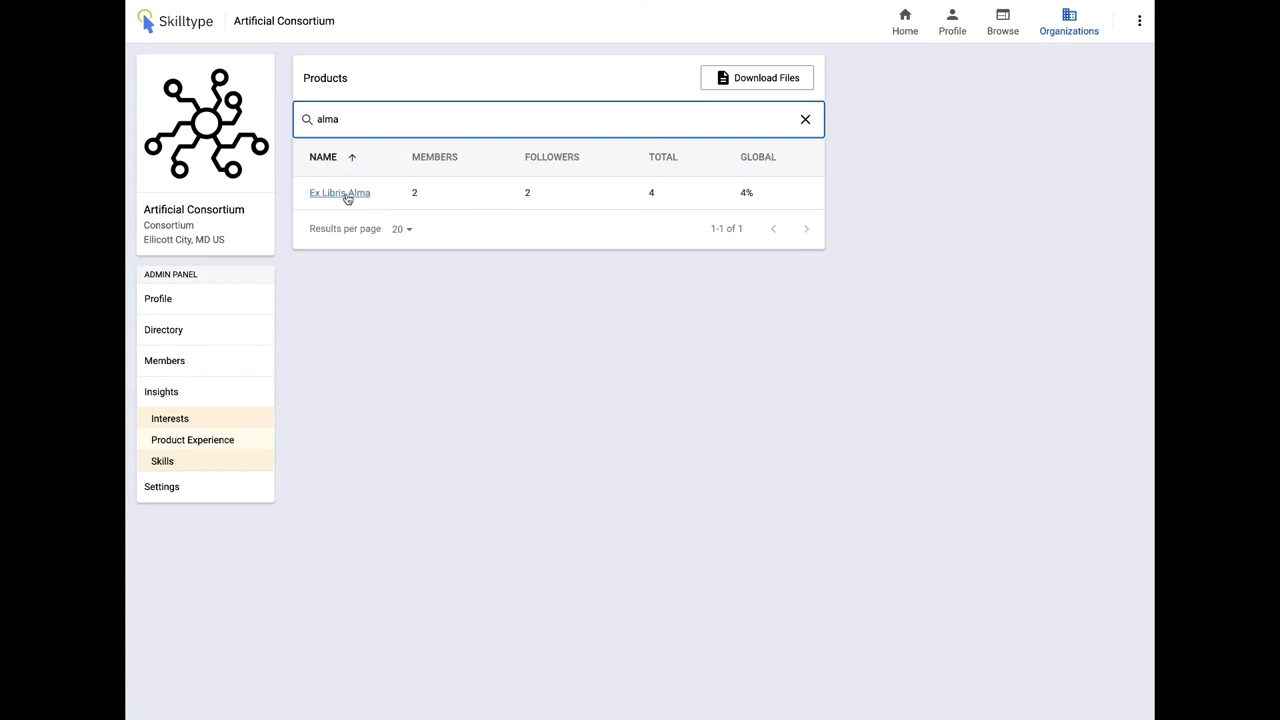 Skilltype
Artificial Consortium
Home
Profile
Browse
Organizations
Artificial Consortium
Consortium
Ellicott City, MD US
ADMIN PANEL
Profile
Directory
Members
Insights
Interests
Product Experience
Skills
Settings
Products
Download Files
alma
NAME MEMBERS FOLLOWERS TOTAL GLOBAL
Ex Libris Alma 2 2 4 4%
Results per page 20 1-1 of 1